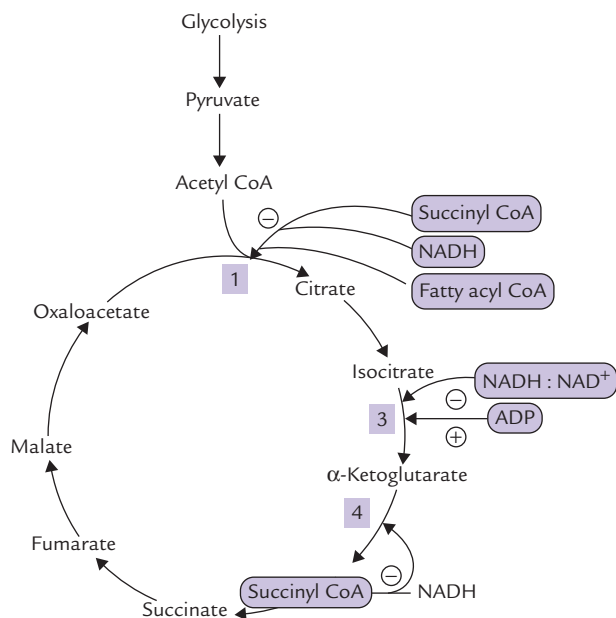 Glycolysis
Pyruvate
Acetyl CoA
−
Succinyl CoA
NADH
Fatty acyl CoA
1
Citrate
Oxaloacetate
Isocitrate
NADH : NAD⁺
−
ADP
3
+
α-Ketoglutarate
Malate
4
Fumarate
−
Succinyl CoA
NADH
Succinate